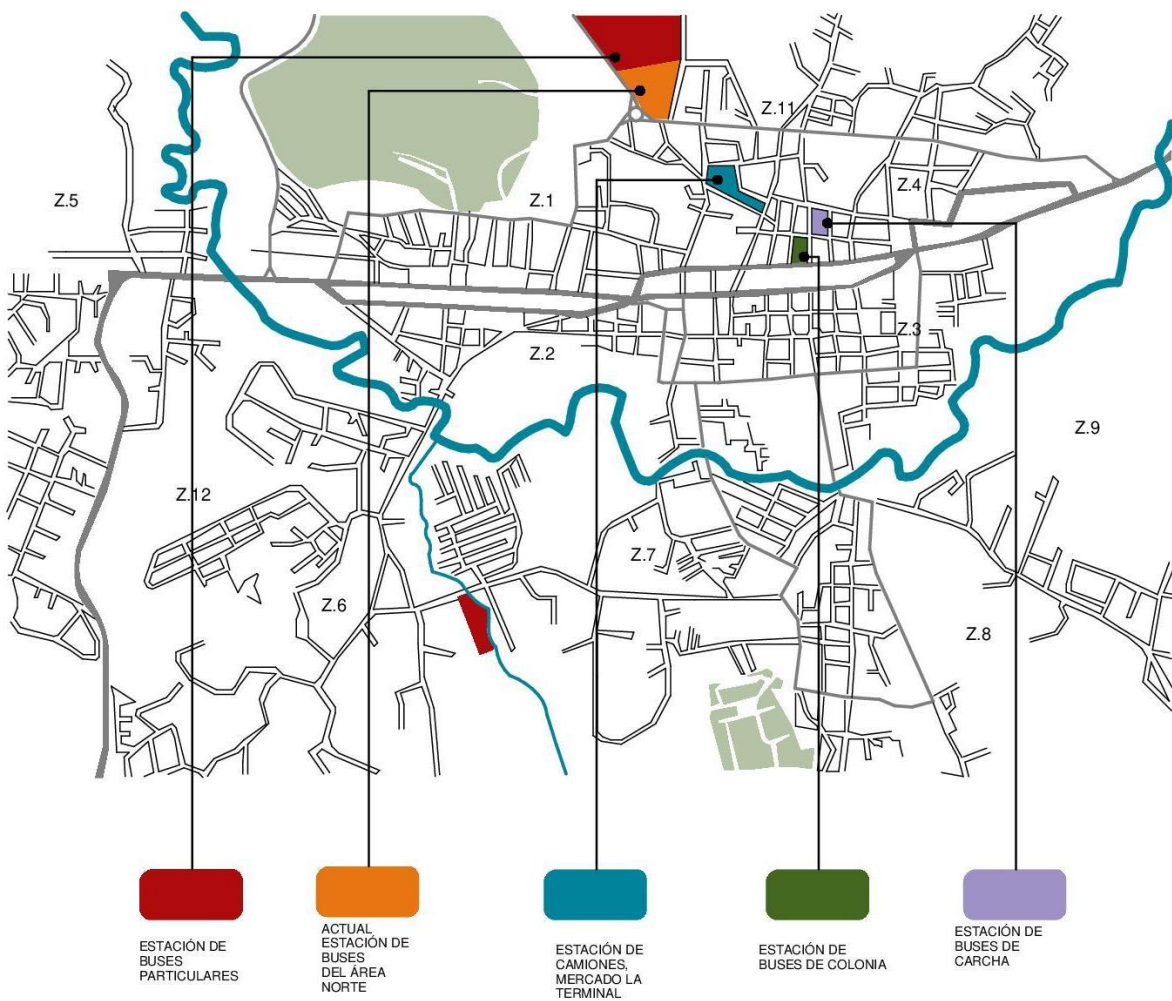 Z.11
Z.5
Z.1
Z.4
Z.3
Z.2
Z.9
Z.12
Z.7
Z.6
Z.8
ESTACIÓN DE
BUSES
PARTICULARES
ACTUAL
ESTACIÓN DE
BUSES
DEL ÁREA
NORTE
ESTACIÓN DE
CAMIONES,
MERCADO LA
TERMINAL
ESTACIÓN DE
BUSES DE COLONIA
ESTACIÓN DE
BUSES DE
CARCHA